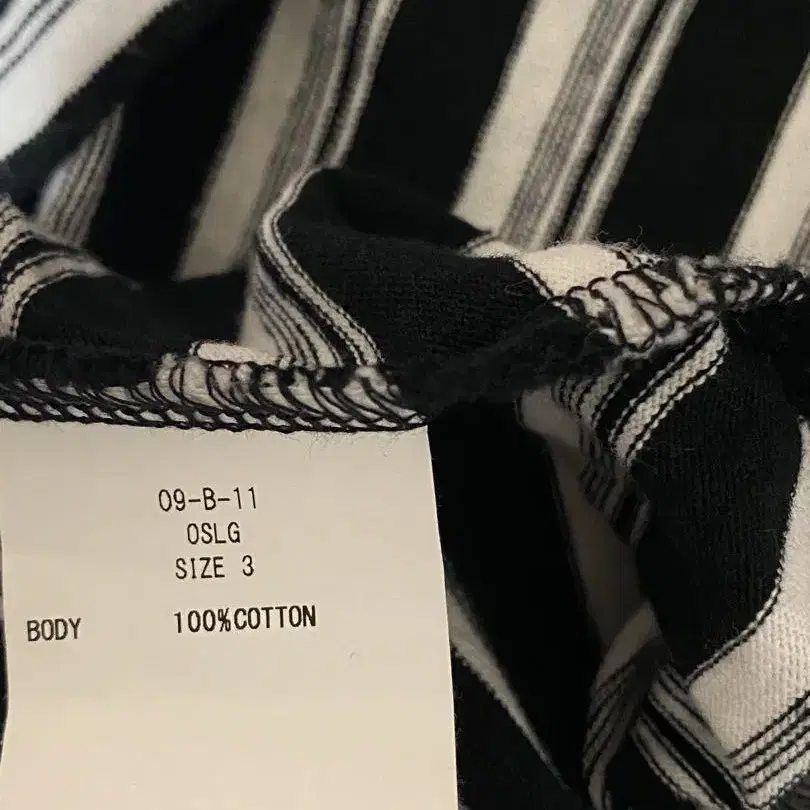 09-B-11
OSLG
SIZE 3
BODY 100%COTTON